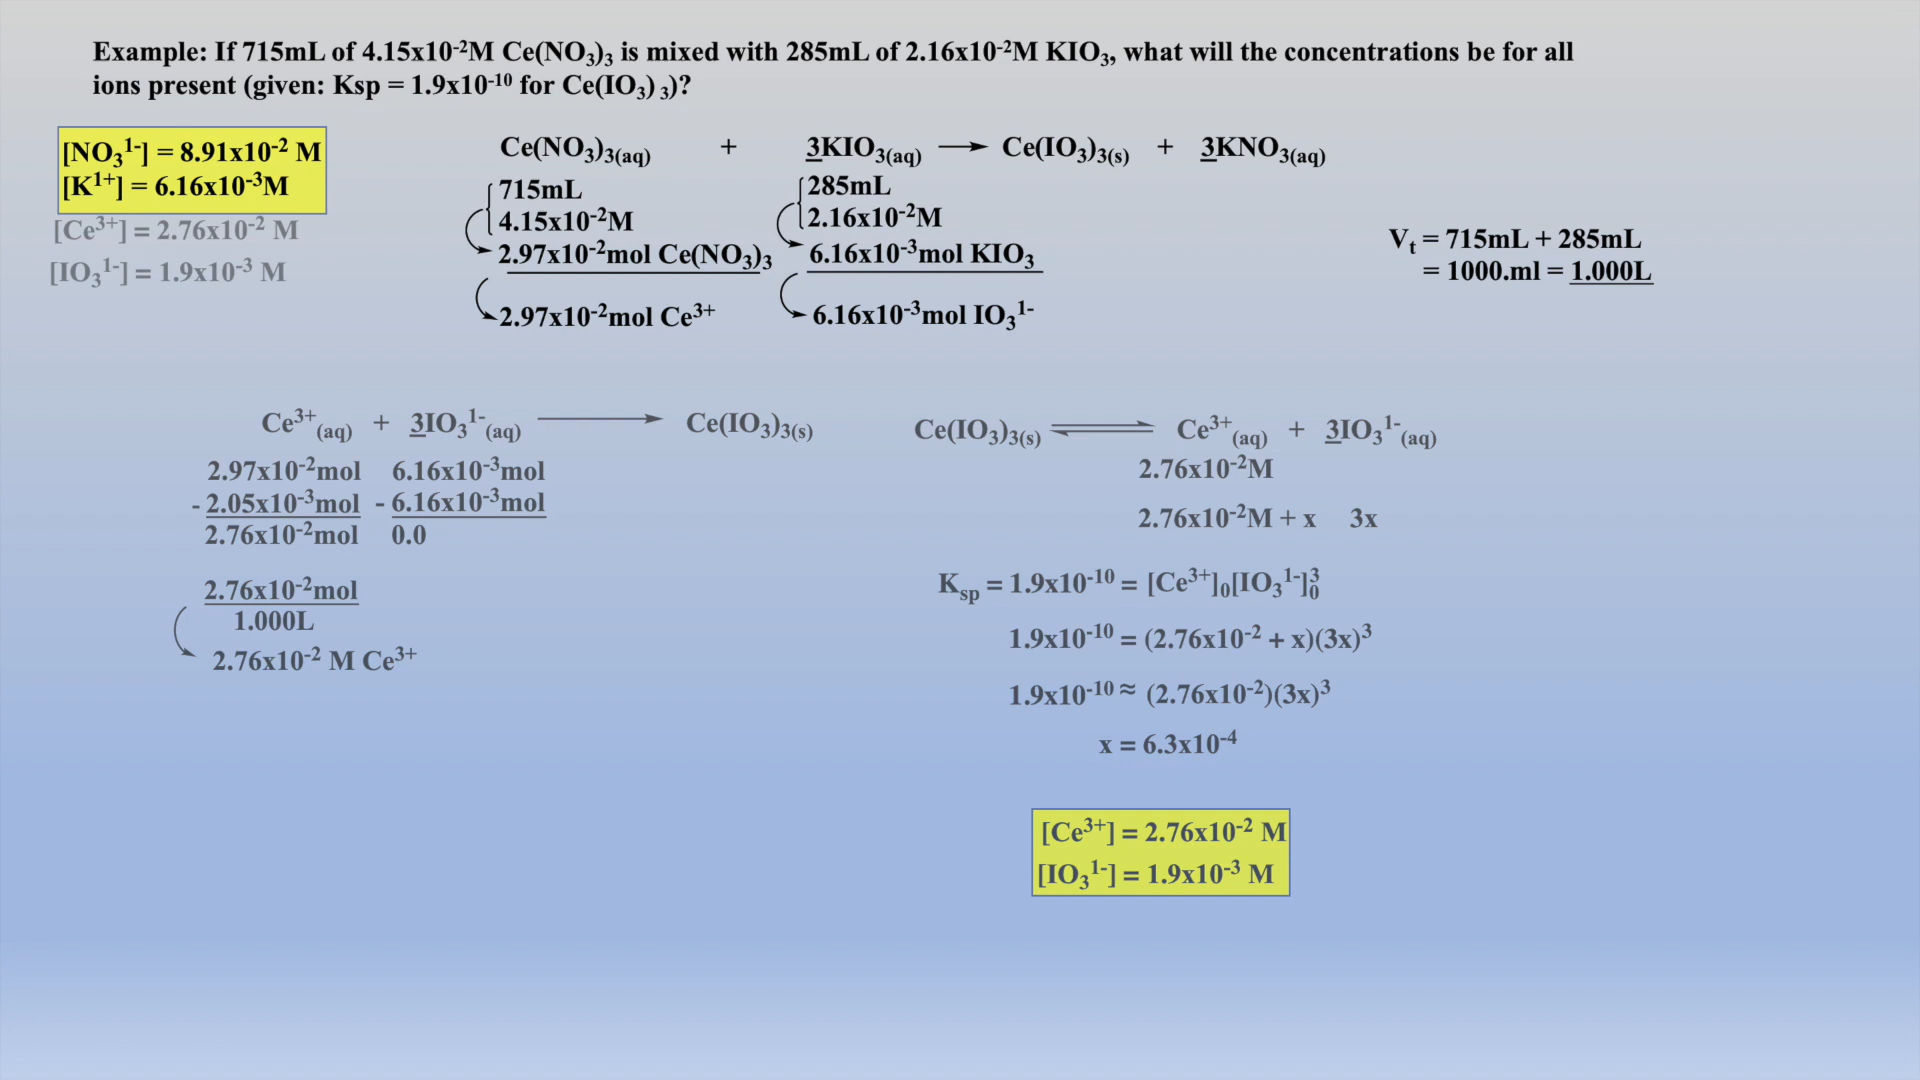 Example: If 715mL of 4.15x10⁻²M Ce(NO₃)₃ is mixed with 285mL of 2.16x10⁻²M KIO₃, what will the concentrations be for all
ions present (given: Ksp = 1.9x10⁻¹⁰ for Ce(IO₃) ₃)?
[NO₃¹⁻] = 8.91x10⁻² M
[K¹⁺] = 6.16x10⁻³M
[Ce³⁺] = 2.76x10⁻² M
[IO₃¹⁻] = 1.9x10⁻³ M
Ce(NO₃)₃(aq) + 3KIO₃(aq) → Ce(IO₃)₃(s) + 3KNO₃(aq)
715mL 285mL
4.15x10⁻²M 2.16x10⁻²M
2.97x10⁻²mol Ce(NO₃)₃ 6.16x10⁻³mol KIO₃
2.97x10⁻²mol Ce³⁺ 6.16x10⁻³mol IO₃¹⁻
Vt = 715mL + 285mL
= 1000.ml = 1.000L
Ce³⁺(aq) + 3IO₃¹⁻(aq) → Ce(IO₃)₃(s)
2.97x10⁻²mol 6.16x10⁻³mol
- 2.05x10⁻³mol - 6.16x10⁻³mol
2.76x10⁻²mol 0.0
2.76x10⁻²mol
1.000L
2.76x10⁻² M Ce³⁺
Ce(IO₃)₃(s) ⇌ Ce³⁺(aq) + 3IO₃¹⁻(aq)
2.76x10⁻²M
2.76x10⁻²M + x 3x
Ksp = 1.9x10⁻¹⁰ = [Ce³⁺]₀[IO₃¹⁻]₀³
1.9x10⁻¹⁰ = (2.76x10⁻² + x)(3x)³
1.9x10⁻¹⁰ ≈ (2.76x10⁻²)(3x)³
x = 6.3x10⁻⁴
[Ce³⁺] = 2.76x10⁻² M
[IO₃¹⁻] = 1.9x10⁻³ M